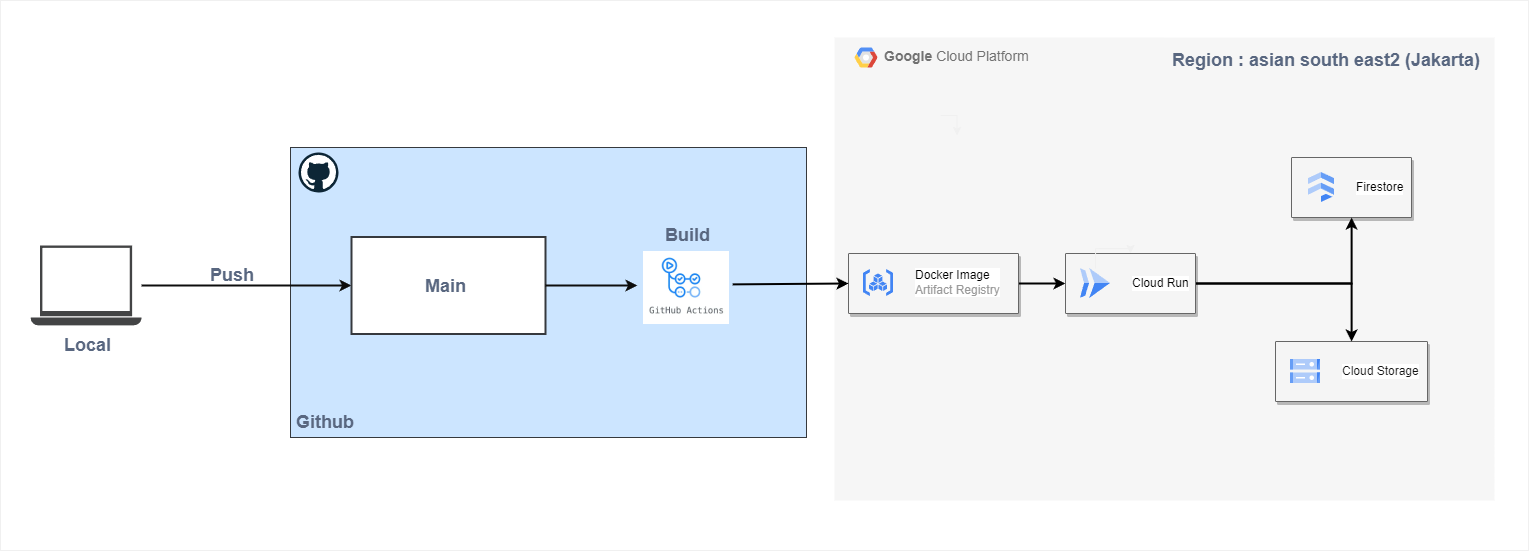 Google Cloud Platform
Region : asian south east2 (Jakarta)
Firestore
Build
Push
Main
GitHub Actions
Docker Image
Artifact Registry
Cloud Run
Local
Cloud Storage
Github